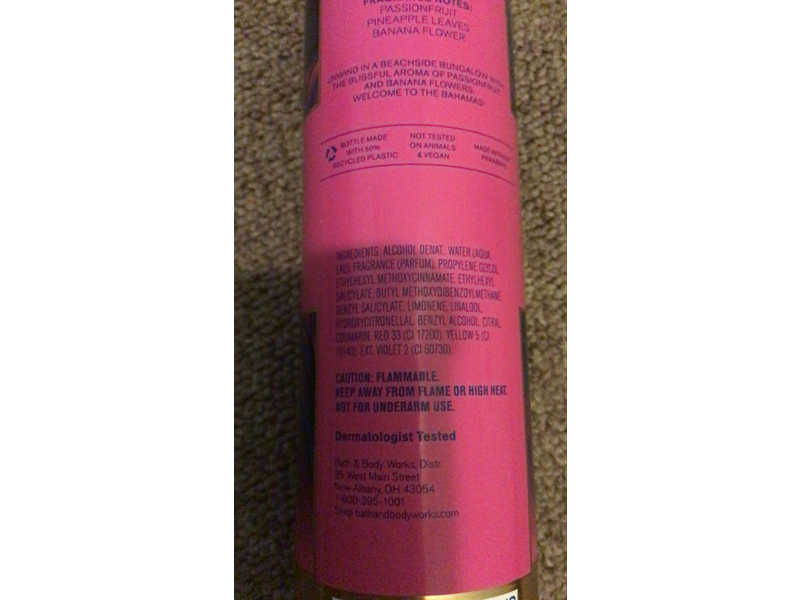 FRAGRANCE NOTES:
PASSIONFRUIT
PINEAPPLE LEAVES
BANANA FLOWER
UNWIND IN A BEACHSIDE BUNGALOW WITH
THE BLISSFUL AROMA OF PASSIONFRUIT
AND BANANA FLOWERS.
WELCOME TO THE BAHAMAS!
BOTTLE MADE
WITH 50%
RECYCLED PLASTIC
NOT TESTED
ON ANIMALS
& VEGAN
MADE WITHOUT
PARABENS
INGREDIENTS: ALCOHOL DENAT., WATER (AQUA,
EAU), FRAGRANCE (PARFUM), PROPYLENE GLYCOL,
ETHYLHEXYL METHOXYCINNAMATE, ETHYLHEXYL
SALICYLATE, BUTYL METHOXYDIBENZOYLMETHANE,
BENZYL SALICYLATE, LIMONENE, LINALOOL,
HYDROXYCITRONELLAL, BENZYL ALCOHOL, CITRAL,
COUMARIN, RED 33 (CI 17200), YELLOW 5 (CI
19140), EXT. VIOLET 2 (CI 60730).
CAUTION: FLAMMABLE.
KEEP AWAY FROM FLAME OR HIGH HEAT.
NOT FOR UNDERARM USE.
Dermatologist Tested
Bath & Body Works, Distr.
95 West Main Street
New Albany, OH 43054
1-800-395-1001
Shop bathandbodyworks.com